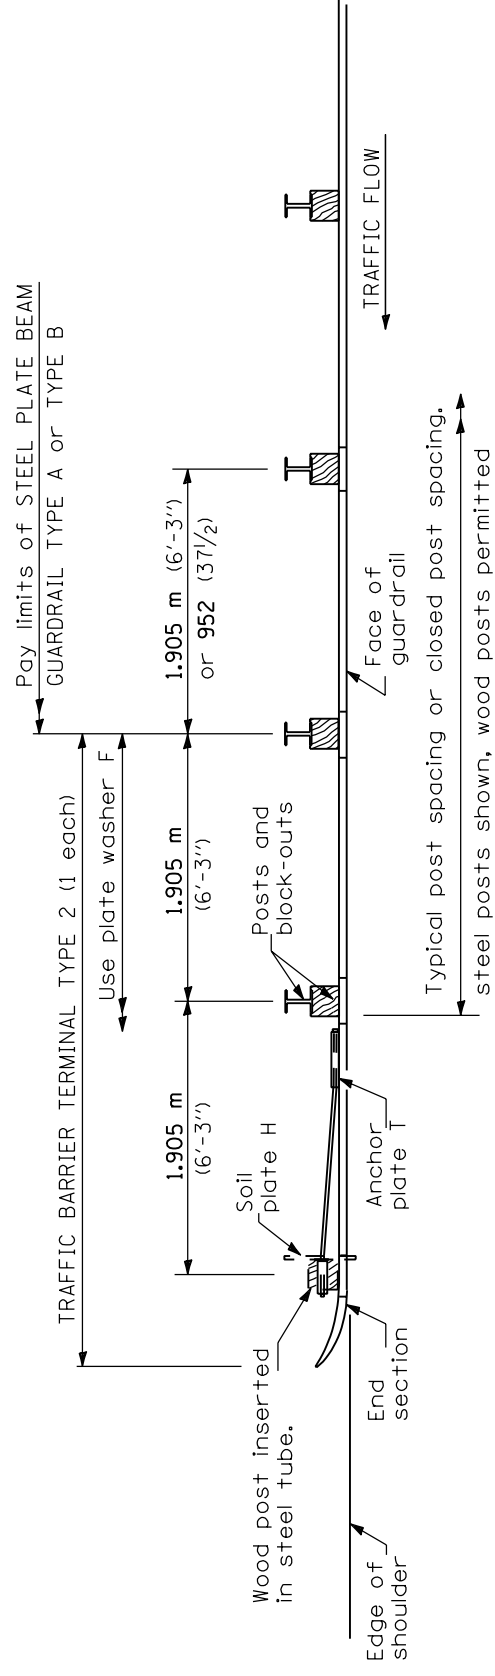 Pay limits of STEEL PLATE BEAM
GUARDRAIL TYPE A or TYPE B
TRAFFIC BARRIER TERMINAL TYPE 2 (1 each)
Use plate washer F
1.905 m
(6'-3'')
1.905 m
(6'-3'')
1.905 m (6'-3'')
or 952 (37 1/2)
Soil
plate H
Posts and
block-outs
Wood post inserted
in steel tube.
TRAFFIC FLOW
Edge of
shoulder
End
section
Anchor
plate T
Face of
guardrail
Typical post spacing or closed post spacing.
steel posts shown, wood posts permitted